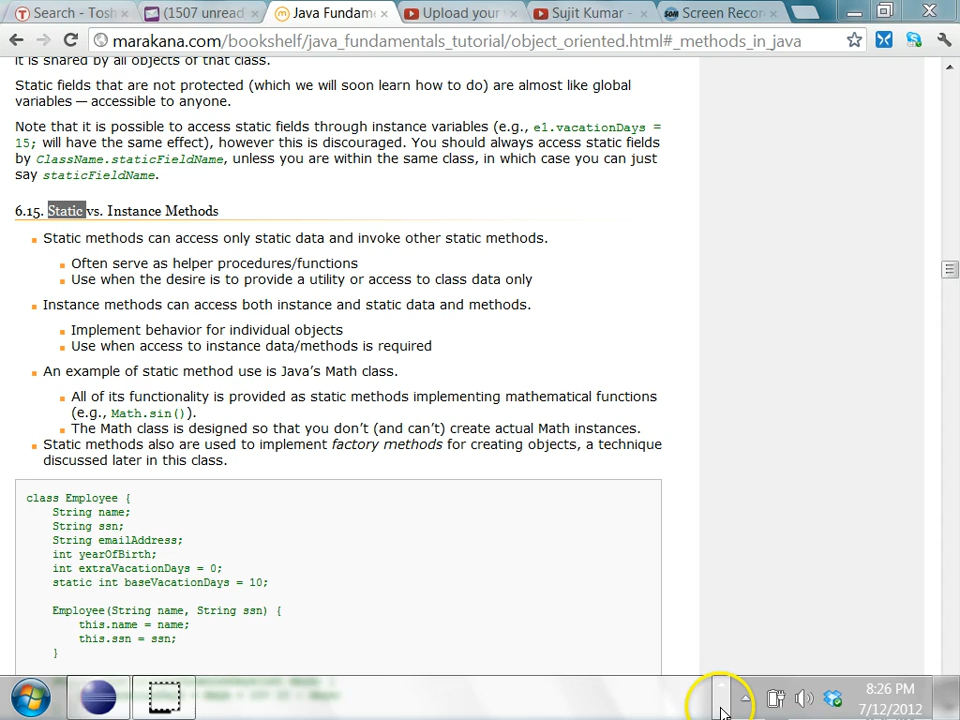 Search - Tosh
(1507 unread
Java Fundam
Upload your
Sujit Kumar -
Screen Recor
marakana.com/bookshelf/java_fundamentals_tutorial/object_oriented.html#_methods_in_java
it is shared by all objects of that class.
Static fields that are not protected (which we will soon learn how to do) are almost like global
variables — accessible to anyone.
Note that it is possible to access static fields through instance variables (e.g., e1.vacationDays =
15; will have the same effect), however this is discouraged. You should always access static fields
by ClassName.staticFieldName, unless you are within the same class, in which case you can just
say staticFieldName.
6.15. Static vs. Instance Methods
Static methods can access only static data and invoke other static methods.
Often serve as helper procedures/functions
Use when the desire is to provide a utility or access to class data only
Instance methods can access both instance and static data and methods.
Implement behavior for individual objects
Use when access to instance data/methods is required
An example of static method use is Java's Math class.
All of its functionality is provided as static methods implementing mathematical functions
(e.g., Math.sin()).
The Math class is designed so that you don't (and can't) create actual Math instances.
Static methods also are used to implement factory methods for creating objects, a technique
discussed later in this class.
class Employee {
String name;
String ssn;
String emailAddress;
int yearOfBirth;
int extraVacationDays = 0;
static int baseVacationDays = 10;
Employee(String name, String ssn) {
this.name = name;
this.ssn = ssn;
}
8:26 PM
7/12/2012